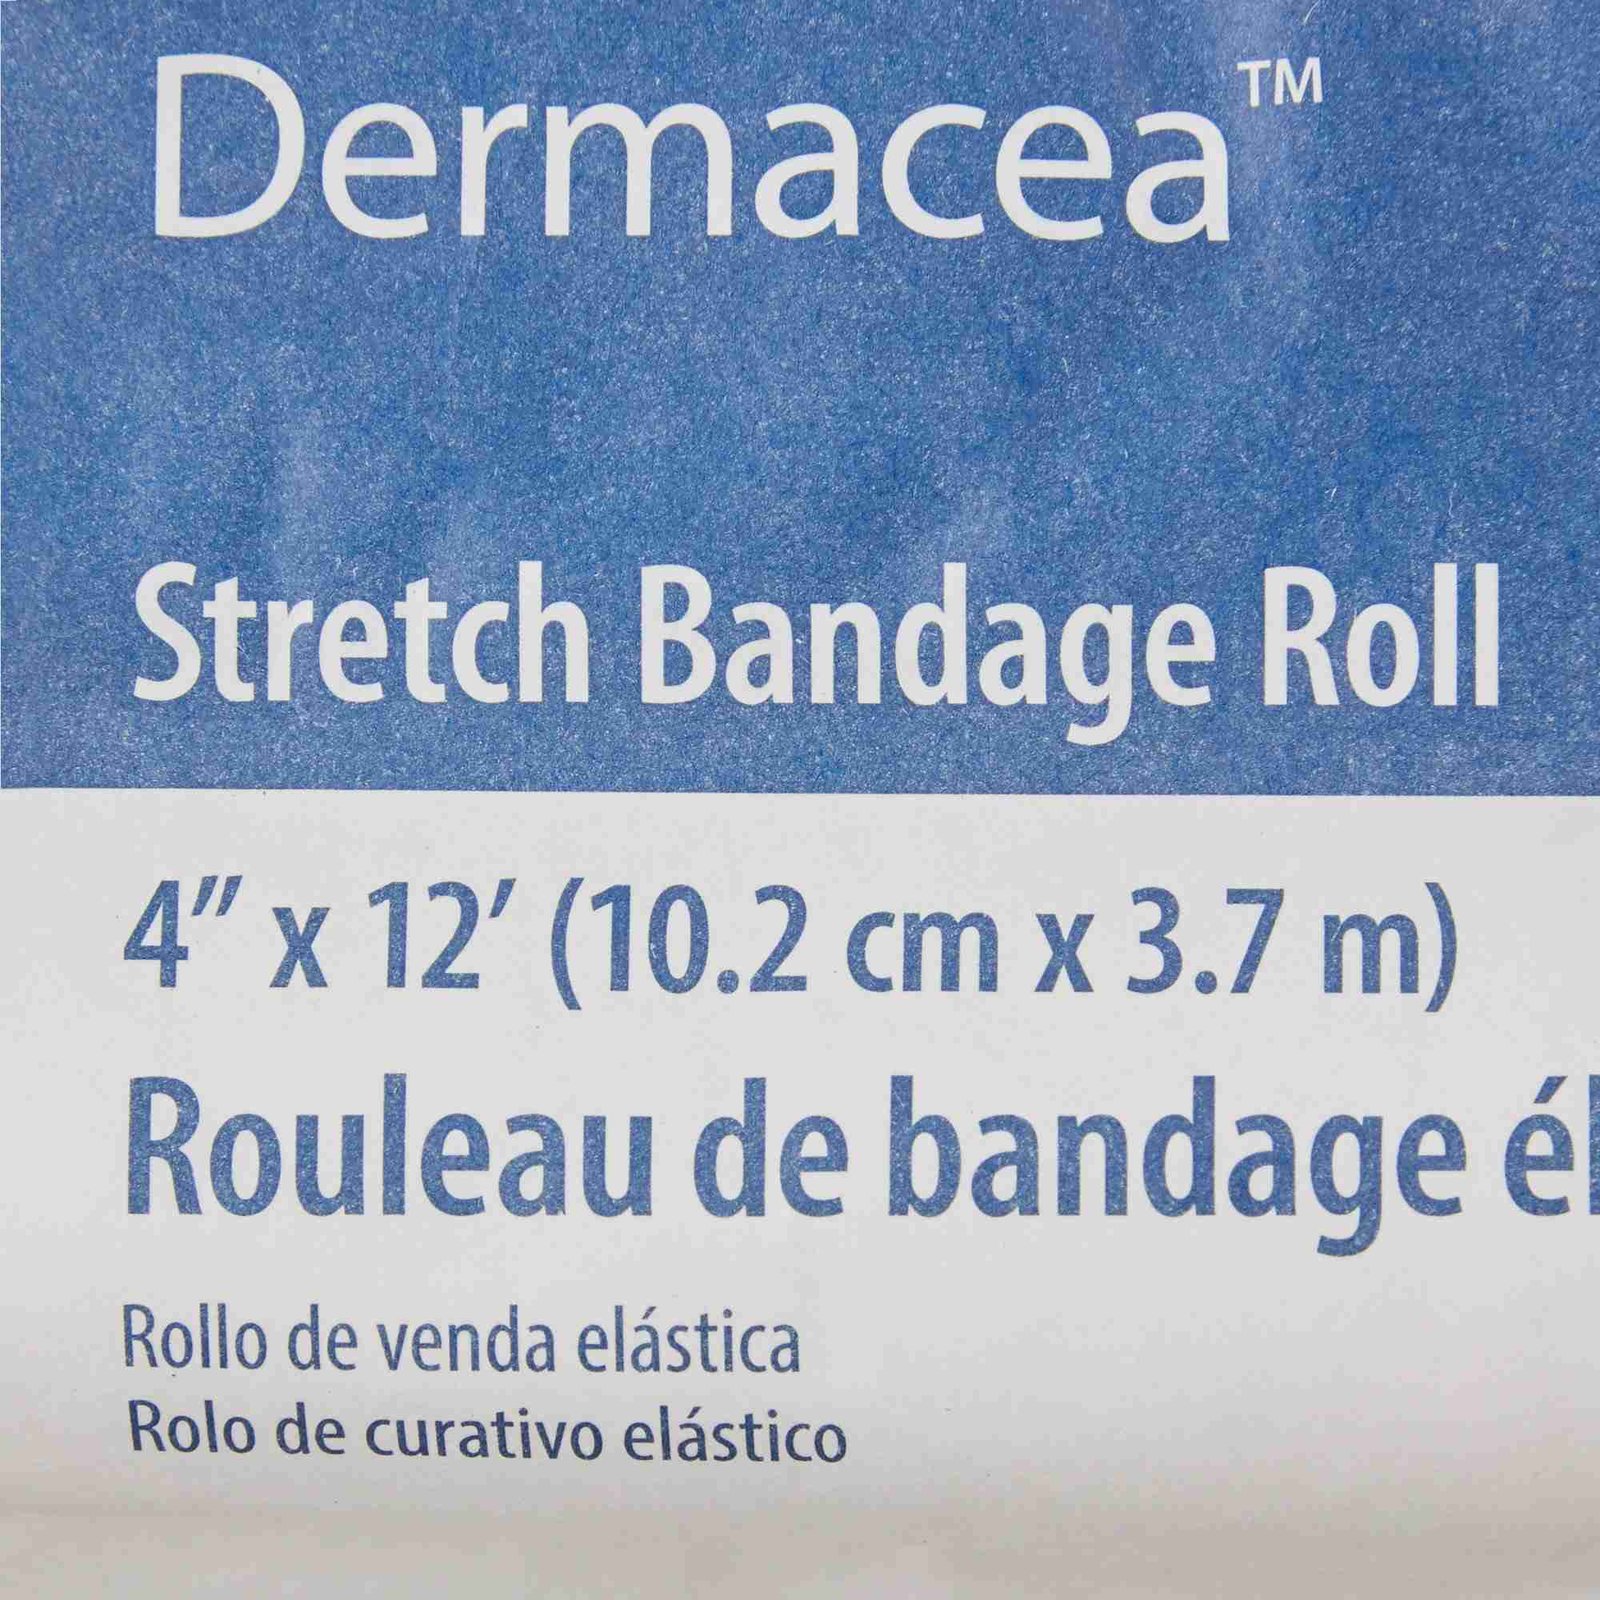 Dermacea™
Stretch Bandage Roll
4” x 12’ (10.2 cm x 3.7 m)
Rouleau de bandage
Rollo de venda elástica
Rolo de curativo elástico